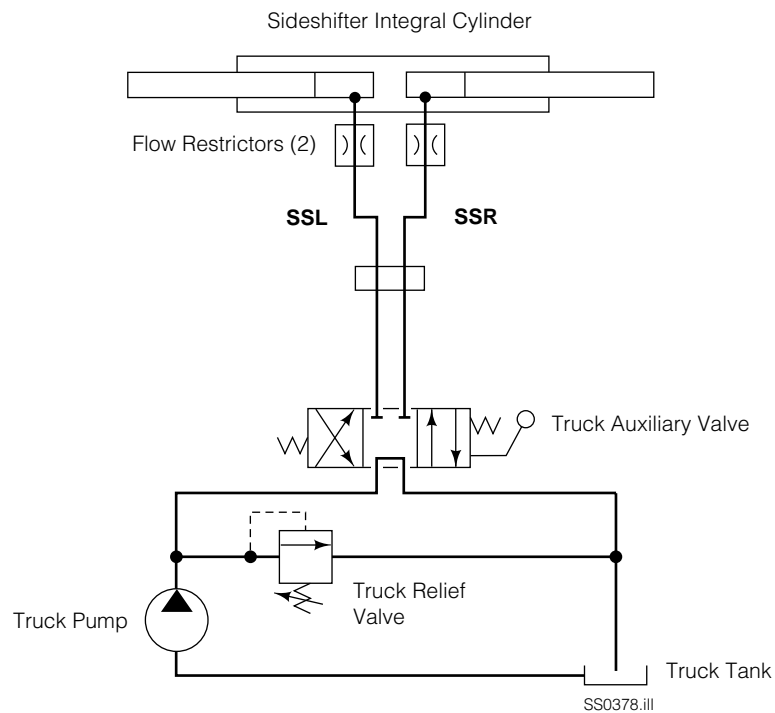 Sideshifter Integral Cylinder
Flow Restrictors (2)
SSL
SSR
Truck Auxiliary Valve
Truck Relief
Valve
Truck Pump
Truck Tank
SS0378.ill